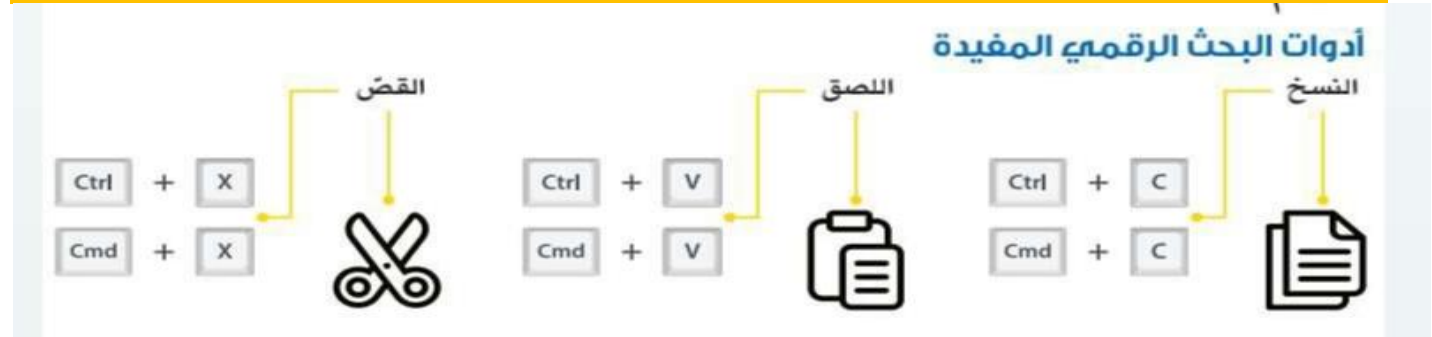 أدوات البحث الرقمي المفيدة
النسخ اللصق القصّ
Ctrl + C Ctrl + V Ctrl + X
Cmd + C Cmd + V Cmd + X